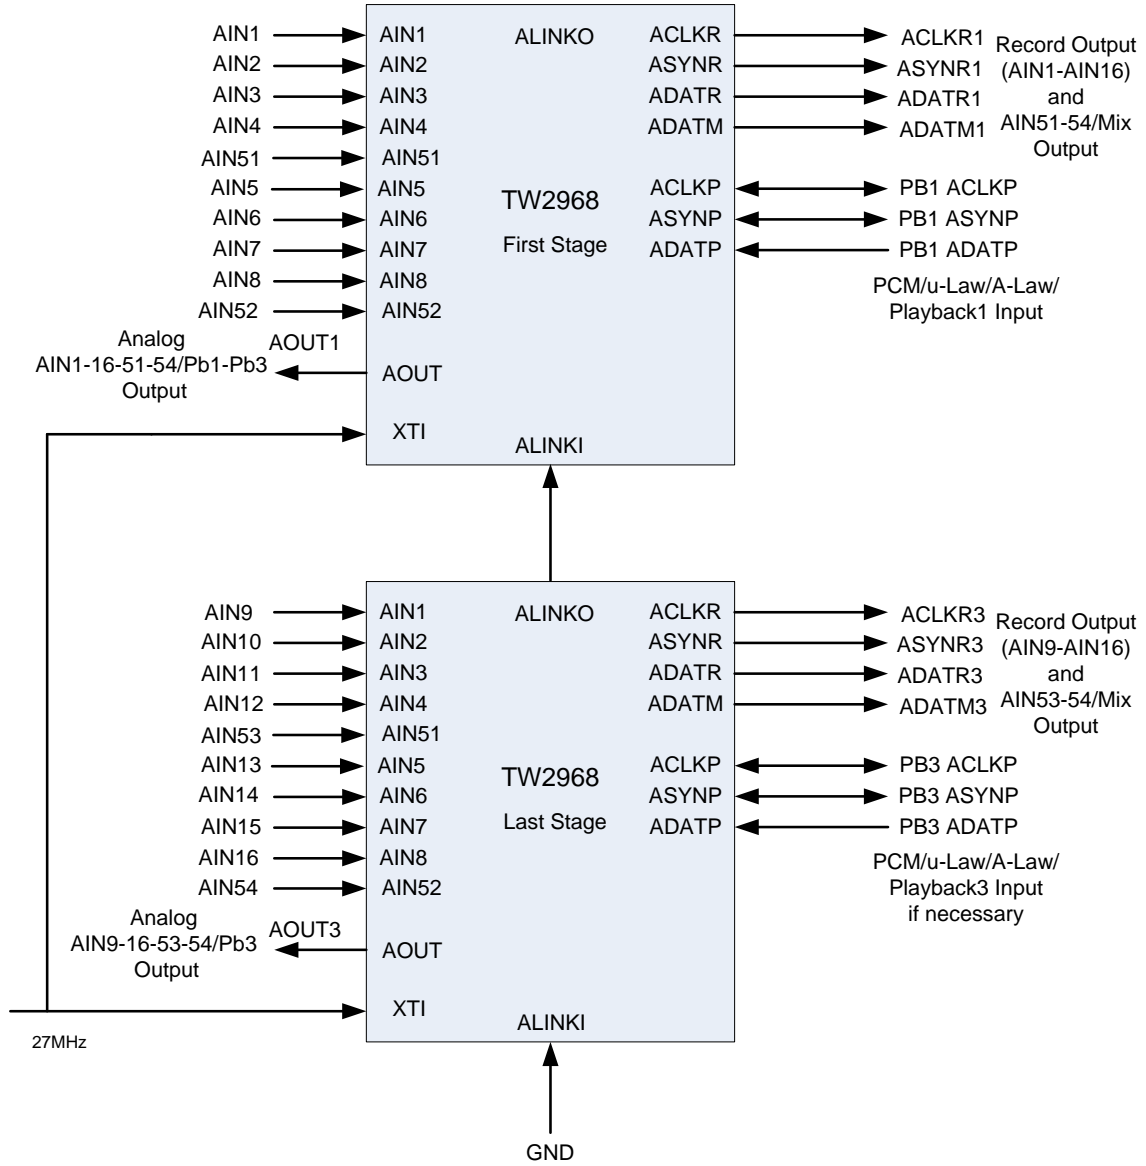 AIN1 AIN1 ALINKO ACLKR ACLKR1
AIN2 AIN2 ASYNR ASYNR1
AIN3 AIN3 ADATR ADATR1
AIN4 AIN4 ADATM ADATM1
Record Output
(AIN1-AIN16)
and
AIN51-54/Mix
Output
AIN51 AIN51
AIN5 AIN5 ACLKP PB1 ACLKP
AIN6 AIN6 TW2968 ASYNP PB1 ASYNP
AIN7 AIN7 First Stage ADATP PB1 ADATP
AIN8 AIN8
AIN52 AIN52
PCM/u-Law/A-Law/
Playback1 Input
Analog
AIN1-16-51-54/Pb1-Pb3
Output
AOUT1
AOUT
XTI
ALINKI
AIN9 AIN1 ALINKO ACLKR ACLKR3
AIN10 AIN2 ASYNR ASYNR3
AIN11 AIN3 ADATR ADATR3
AIN12 AIN4 ADATM ADATM3
Record Output
(AIN9-AIN16)
and
AIN53-54/Mix
Output
AIN53 AIN51
AIN13 AIN5 ACLKP PB3 ACLKP
AIN14 AIN6 TW2968 ASYNP PB3 ASYNP
AIN15 AIN7 Last Stage ADATP PB3 ADATP
AIN16 AIN8
AIN54 AIN52
PCM/u-Law/A-Law/
Playback3 Input
if necessary
Analog
AIN9-16-53-54/Pb3
Output
AOUT3
AOUT
XTI
ALINKI
27MHz
GND